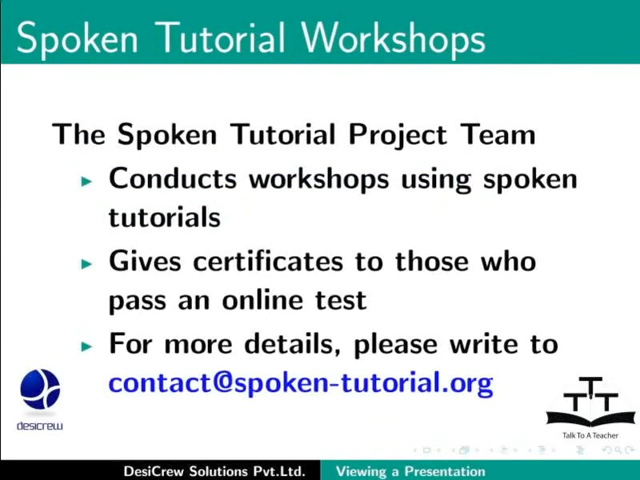 Spoken Tutorial Workshops
The Spoken Tutorial Project Team
Conducts workshops using spoken
tutorials
Gives certificates to those who
pass an online test
For more details, please write to
contact@spoken-tutorial.org
desicrew
TTT
Talk To A Teacher
DesiCrew Solutions Pvt.Ltd.
Viewing a Presentation